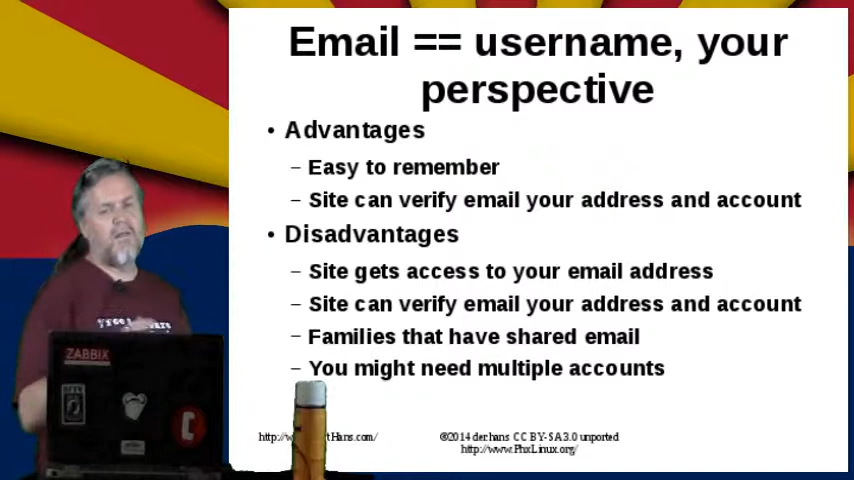 Email == username, your
perspective
• Advantages
– Easy to remember
– Site can verify email your address and account
• Disadvantages
– Site gets access to your email address
– Site can verify email your address and account
– Families that have shared email
– You might need multiple accounts
©2014 der.hans CC BY-SA 3.0 unported
http://www.PhxLinux.org/
ZABBIX